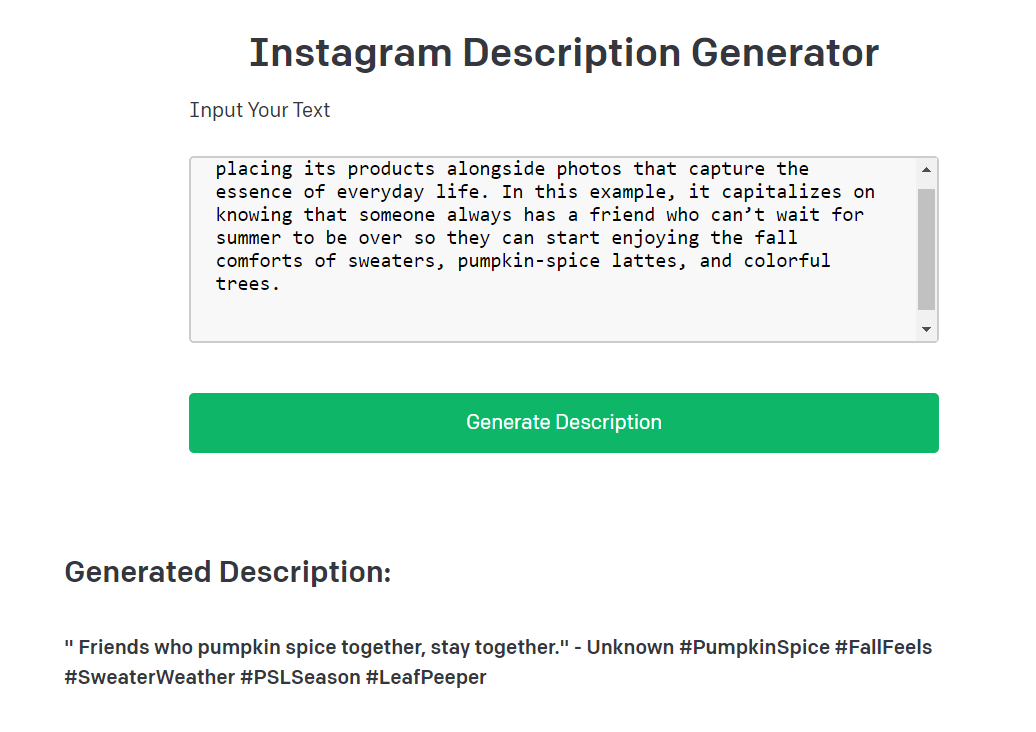 Instagram Description Generator
Input Your Text
placing its products alongside photos that capture the
essence of everyday life. In this example, it capitalizes on
knowing that someone always has a friend who can’t wait for
summer to be over so they can start enjoying the fall
comforts of sweaters, pumpkin-spice lattes, and colorful
trees.
Generate Description
Generated Description:
" Friends who pumpkin spice together, stay together." - Unknown #PumpkinSpice #FallFeels
#SweaterWeather #PSLSeason #LeafPeeper